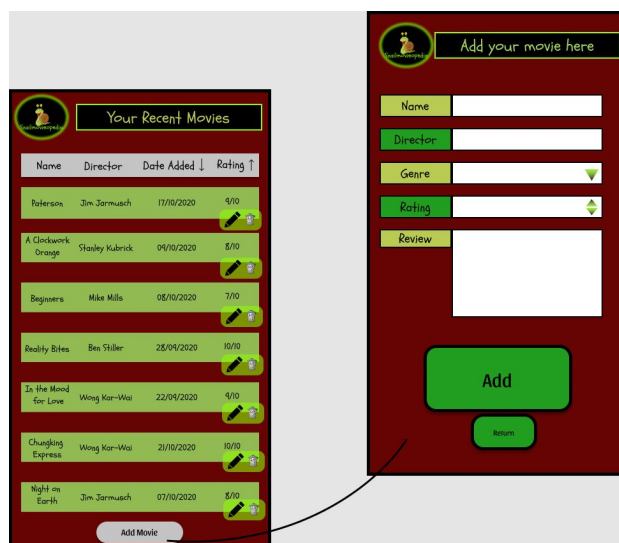 Your Recent Movies
Name Director Date Added ↓ Rating ↑
Paterson Jim Jarmusch 17/10/2020 9/10
A Clockwork
Orange Stanley Kubrick 09/10/2020 8/10
Beginners Mike Mills 08/10/2020 7/10
Reality Bites Ben Stiller 28/09/2020 10/10
In the Mood
for Love Wong Kar-Wai 22/09/2020 9/10
Chungking
Express Wong Kar-Wai 21/10/2020 10/10
Night on
Earth Jim Jarmusch 07/10/2020 8/10
Add Movie
Add your movie here
Name
Director
Genre
Rating
Review
Add
Return